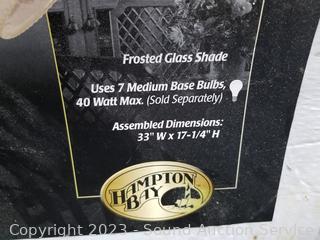 Frosted Glass Shade
Uses 7 Medium Base Bulbs,
40 Watt Max. (Sold Separately)
Assembled Dimensions:
33" W x 17-1/4" H
HAMPTON
BAY
Copyright 2023 - Sound Auction Service